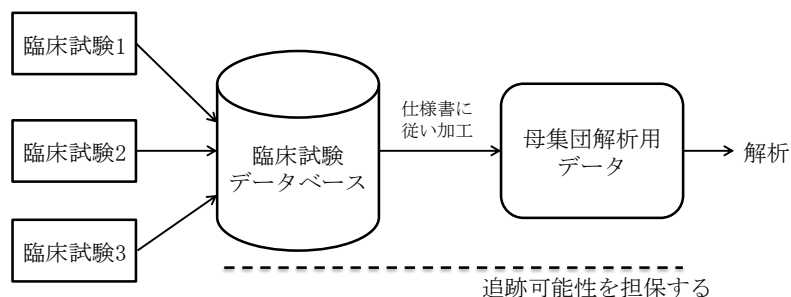 臨床試験1
臨床試験2
臨床試験3
臨床試験
データベース
仕様書に
従い加工
母集団解析用
データ
解析
追跡可能性を担保する